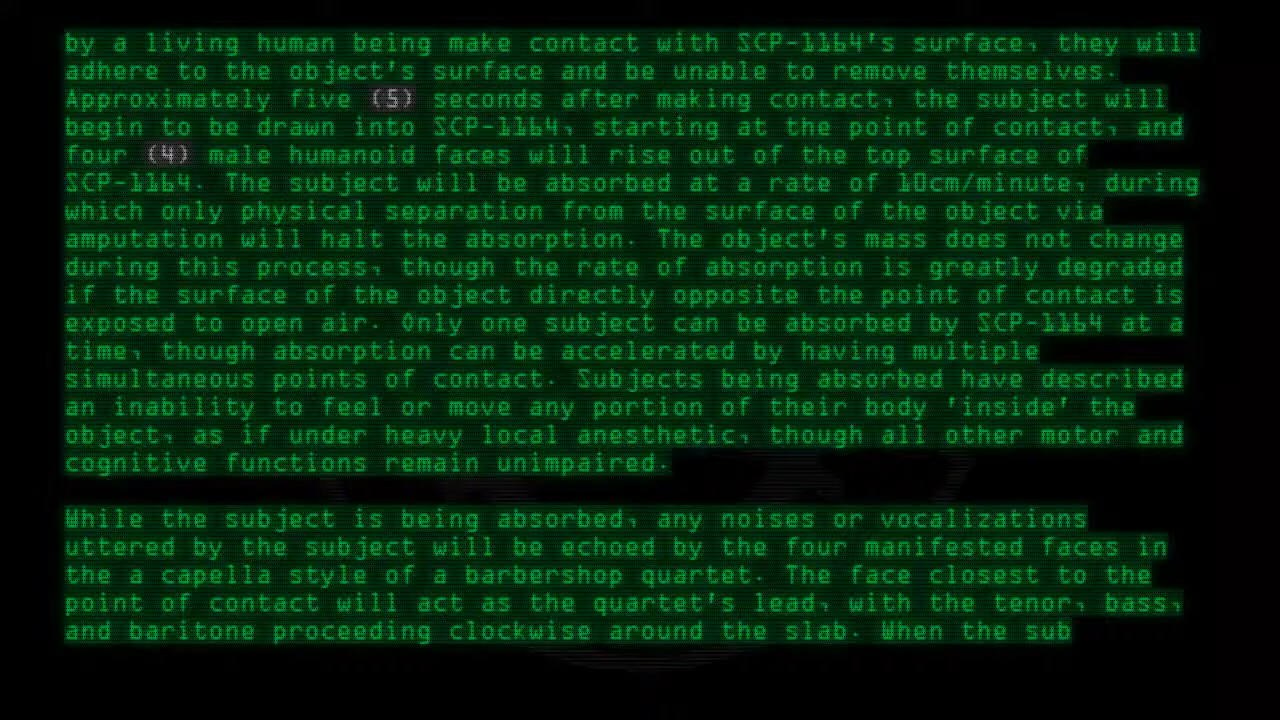 by a living human being make contact with SCP-1164's surface, they will
adhere to the object's surface and be unable to remove themselves.
Approximately five (5) seconds after making contact, the subject will
begin to be drawn into SCP-1164, starting at the point of contact, and
four (4) male humanoid faces will rise out of the top surface of
SCP-1164. The subject will be absorbed at a rate of 10cm/minute, during
which only physical separation from the surface of the object via
amputation will halt the absorption. The object's mass does not change
during this process, though the rate of absorption is greatly degraded
if the surface of the object directly opposite the point of contact is
exposed to open air. Only one subject can be absorbed by SCP-1164 at a
time, though absorption can be accelerated by having multiple
simultaneous points of contact. Subjects being absorbed have described
an inability to feel or move any portion of their body 'inside' the
object, as if under heavy local anesthetic, though all other motor and
cognitive functions remain unimpaired.
While the subject is being absorbed, any noises or vocalizations
uttered by the subject will be echoed by the four manifested faces in
the a capella style of a barbershop quartet. The face closest to the
point of contact will act as the quartet's lead, with the tenor, bass,
and baritone proceeding clockwise around the slab. When the sub